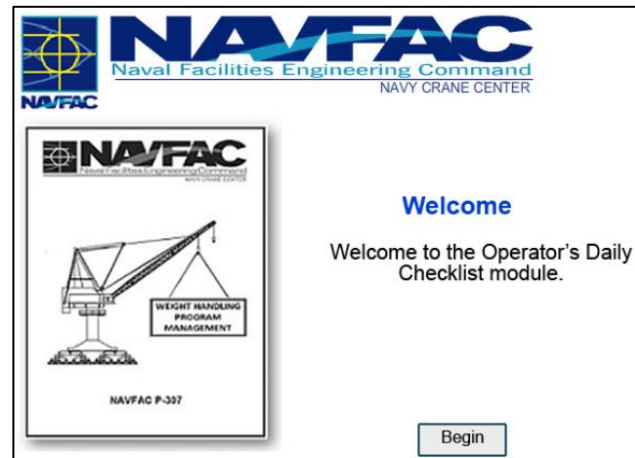 NAVFAC
Naval Facilities Engineering Command
NAVY CRANE CENTER
NAVFAC
NAVFAC
Naval Facilities Engineering Command
NAVY CRANE CENTER
WEIGHT HANDLING
PROGRAM
MANAGEMENT
NAVFAC P-307
Welcome
Welcome to the Operator's Daily
Checklist module.
Begin